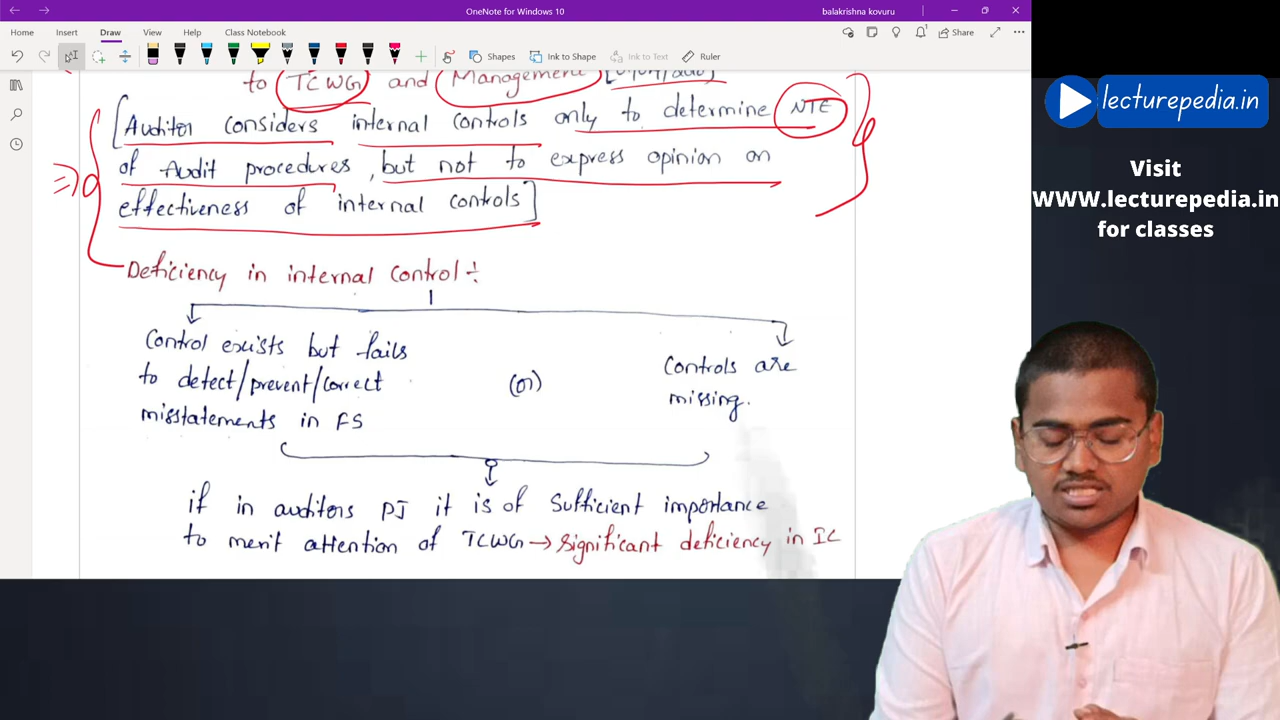 OneNote for Windows 10
balakrishna kovuru
Home Insert Draw View Help Class Notebook
Share
Shapes Ink to Shape Ink to Text Ruler
to TCWG and Management
[Auditor considers internal controls only to determine NTE
of Audit procedures, but not to express opinion on
effectiveness of internal controls]
Deficiency in internal control ÷
Control exists but fails
to detect/prevent/correct
misstatements in FS
(or)
Controls are
missing.
if in auditors PJ it is of sufficient importance
to merit attention of TCWG → significant deficiency in IC
lecturepedia.in
Visit
WWW.lecturepedia.in
for classes